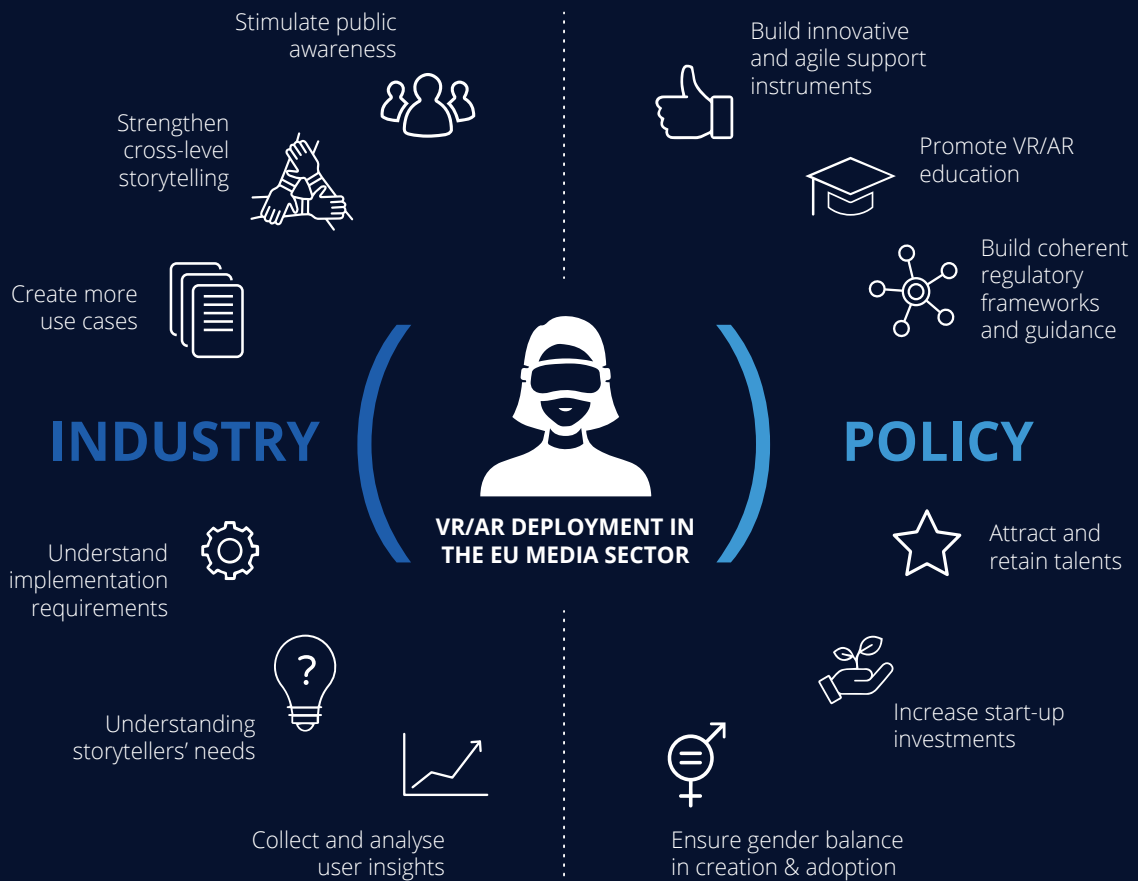 Stimulate public
awareness
Strengthen
cross-level
storytelling
Create more
use cases
INDUSTRY
Understand
implementation
requirements
?
Understanding
storytellers’ needs
Collect and analyse
user insights
VR/AR DEPLOYMENT IN
THE EU MEDIA SECTOR
Build innovative
and agile support
instruments
Promote VR/AR
education
Build coherent
regulatory
frameworks
and guidance
POLICY
Attract and
retain talents
Increase start-up
investments
Ensure gender balance
in creation & adoption